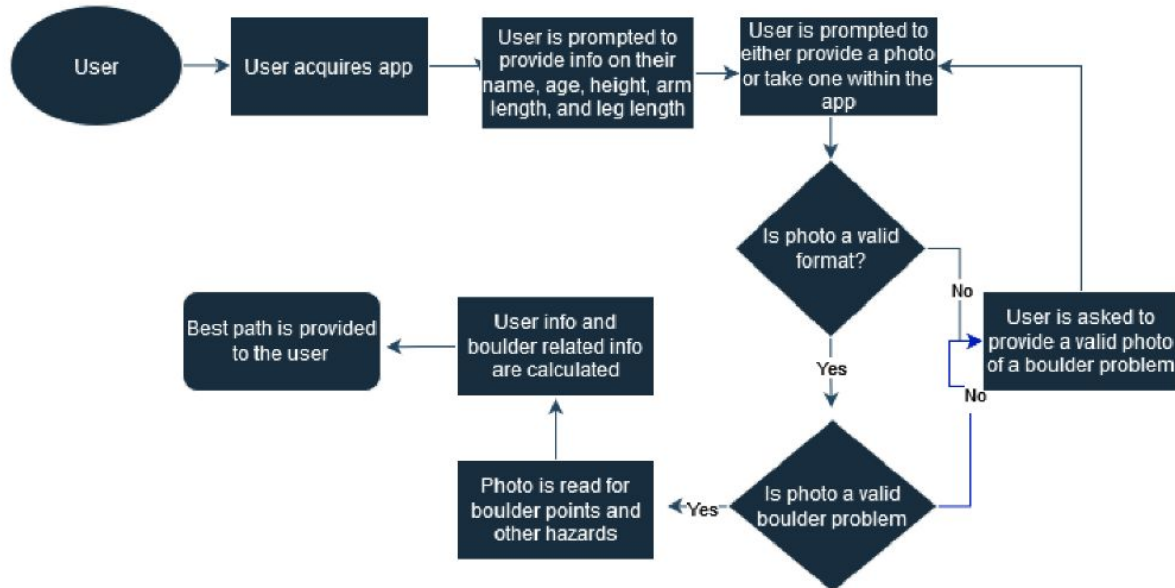 User
User acquires app
User is prompted to
provide info on their
name, age, height, arm
length, and leg length
User is prompted to
either provide a photo
or take one within the
app
Is photo a valid
format?
No
User is asked to
provide a valid photo
of a boulder problem
Yes
No
Is photo a valid
boulder problem
Yes
Photo is read for
boulder points and
other hazards
User info and
boulder related info
are calculated
Best path is provided
to the user